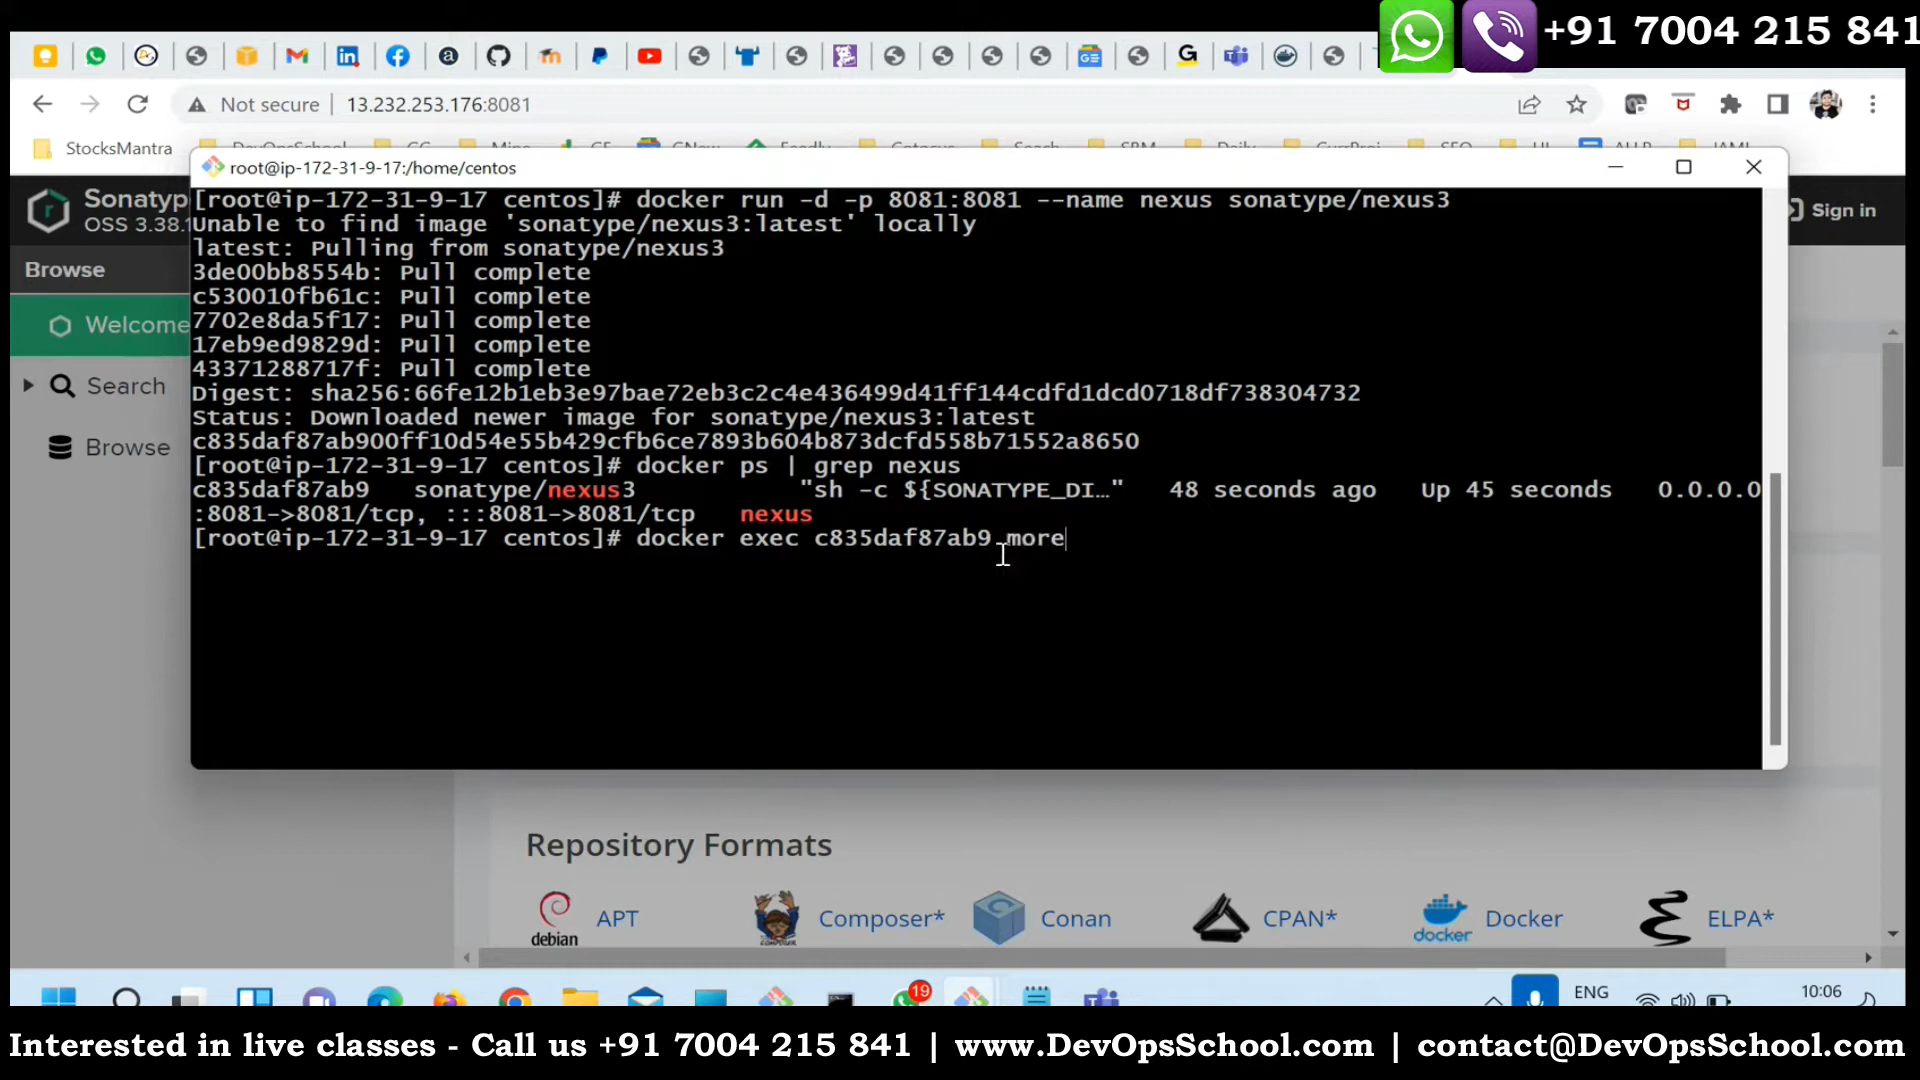 +91 7004 215 841
Not secure | 13.232.253.176:8081
StocksMantra
root@ip-172-31-9-17:/home/centos
Sonatyp
OSS 3.38.1
Sign in
Browse
Welcome
Search
Browse
[root@ip-172-31-9-17 centos]# docker run -d -p 8081:8081 --name nexus sonatype/nexus3
Unable to find image 'sonatype/nexus3:latest' locally
latest: Pulling from sonatype/nexus3
3de00bb8554b: Pull complete
c530010fb61c: Pull complete
7702e8da5f17: Pull complete
17eb9ed9829d: Pull complete
43371288717f: Pull complete
Digest: sha256:66fe12b1eb3e97bae72eb3c2c4e436499d41ff144cdfd1dcd0718df738304732
Status: Downloaded newer image for sonatype/nexus3:latest
c835daf87ab900ff10d54e55b429cfb6ce7893b604b873dcfd558b71552a8650
[root@ip-172-31-9-17 centos]# docker ps | grep nexus
c835daf87ab9 sonatype/nexus3 "sh -c ${SONATYPE_DI…" 48 seconds ago Up 45 seconds 0.0.0.0
:8081->8081/tcp, :::8081->8081/tcp nexus
[root@ip-172-31-9-17 centos]# docker exec c835daf87ab9 more
Repository Formats
debian APT
Composer*
Conan
CPAN*
docker Docker
ELPA*
19
ENG
10:06
Interested in live classes - Call us +91 7004 215 841 | www.DevOpsSchool.com | contact@DevOpsSchool.com